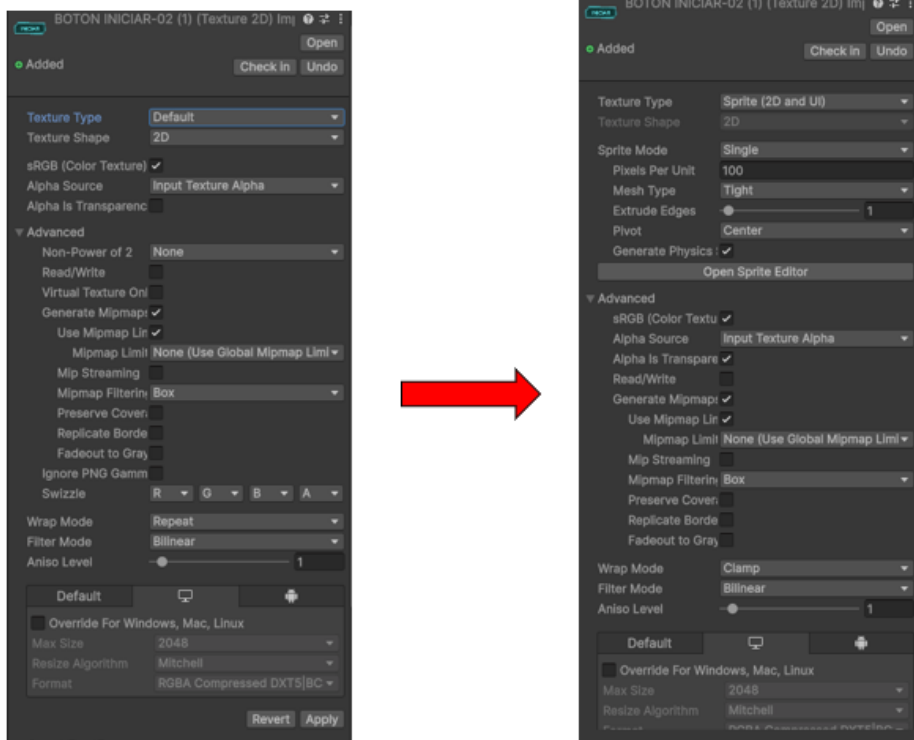 BOTON INICIAR-02 (1) (Texture 2D) Im
Open
Added
Check in Undo
Texture Type Default
Texture Shape 2D
sRGB (Color Texture)
Alpha Source Input Texture Alpha
Alpha Is Transparenc
Advanced
Non-Power of 2 None
Read/Write
Virtual Texture Onl
Generate Mipmaps
Use Mipmap Lin
Mipmap Limit None (Use Global Mipmap Limi
Mip Streaming
Mipmap Filtering Box
Preserve Covera
Replicate Borde
Fadeout to Gray
Ignore PNG Gamm
Swizzle R G B A
Wrap Mode Repeat
Filter Mode Bilinear
Aniso Level 1
Default
Override For Windows, Mac, Linux
Max Size 2048
Resize Algorithm Mitchell
Format RGBA Compressed DXT5|BC
Revert Apply
BOTON INICIAR-02 (1) (Texture 2D) Im
Open
Added
Check in Undo
Texture Type Sprite (2D and UI)
Texture Shape 2D
Sprite Mode Single
Pixels Per Unit 100
Mesh Type Tight
Extrude Edges 1
Pivot Center
Generate Physics
Open Sprite Editor
Advanced
sRGB (Color Textu
Alpha Source Input Texture Alpha
Alpha Is Transpare
Read/Write
Generate Mipmaps
Use Mipmap Lin
Mipmap Limit None (Use Global Mipmap Limi
Mip Streaming
Mipmap Filtering Box
Preserve Covera
Replicate Borde
Fadeout to Gray
Wrap Mode Clamp
Filter Mode Bilinear
Aniso Level 1
Default
Override For Windows, Mac, Linux
Max Size 2048
Resize Algorithm Mitchell